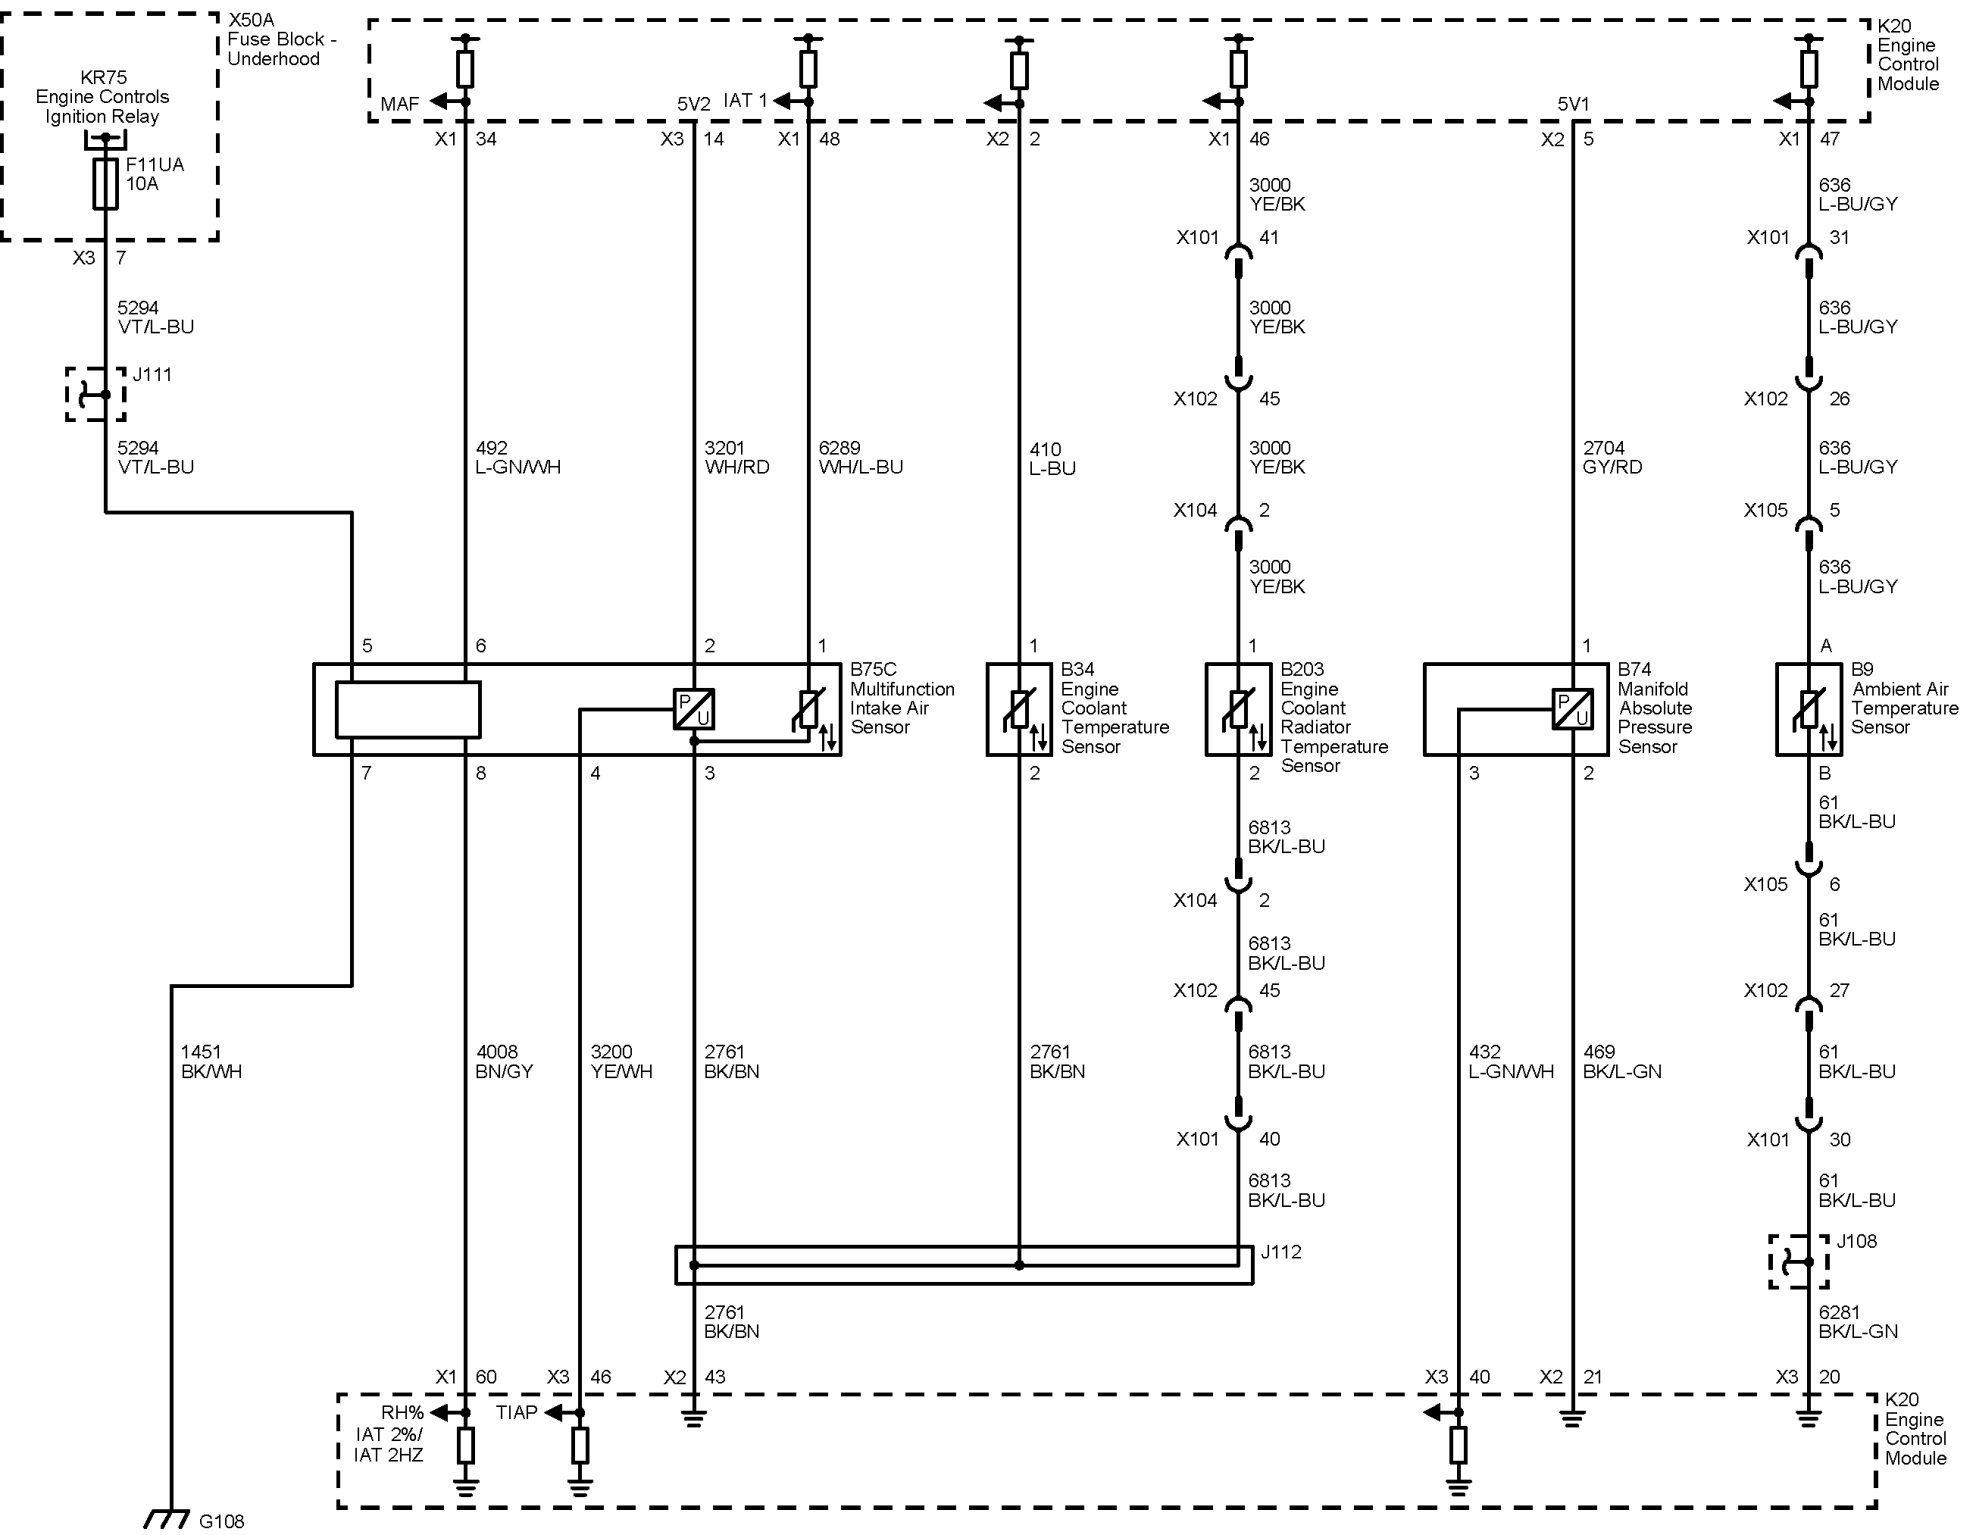 X50A
Fuse Block -
Underhood
KR75
Engine Controls
Ignition Relay
F11UA
10A
X3 7
5294
VT/L-BU
J111
5294
VT/L-BU
K20
Engine
Control
Module
MAF
5V2
IAT 1
5V1
X1 34
X3 14
X1 48
X2 2
X1 46
X2 5
X1 47
3000
YE/BK
636
L-BU/GY
X101 41
X101 31
3000
YE/BK
636
L-BU/GY
X102 45
X102 26
492
L-GN/WH
3201
WH/RD
6289
WH/L-BU
410
L-BU
3000
YE/BK
2704
GY/RD
636
L-BU/GY
X104 2
X105 5
3000
YE/BK
636
L-BU/GY
5 6 2 1 1 1 1 A
P
U
B75C
Multifunction
Intake Air
Sensor
B34
Engine
Coolant
Temperature
Sensor
B203
Engine
Coolant
Radiator
Temperature
Sensor
P
U
B74
Manifold
Absolute
Pressure
Sensor
B9
Ambient Air
Temperature
Sensor
7 8 4 3 2 2 3 2 B
6813
BK/L-BU
61
BK/L-BU
X104 2
X105 6
6813
BK/L-BU
61
BK/L-BU
X102 45
X102 27
1451
BK/WH
4008
BN/GY
3200
YE/WH
2761
BK/BN
2761
BK/BN
6813
BK/L-BU
432
L-GN/WH
469
BK/L-GN
61
BK/L-BU
X101 40
X101 30
6813
BK/L-BU
61
BK/L-BU
J112
J108
2761
BK/BN
6281
BK/L-GN
X1 60
X3 46
X2 43
X3 40
X2 21
X3 20
RH%
IAT 2%/
IAT 2HZ
TIAP
K20
Engine
Control
Module
G108